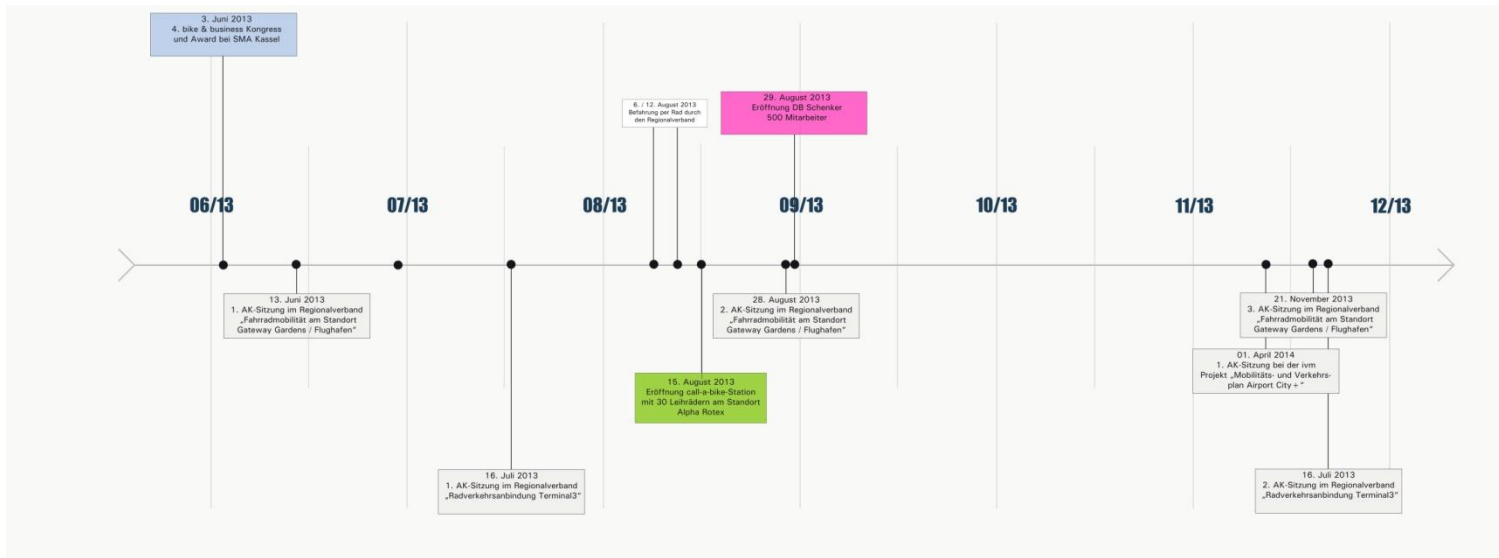 3. Juni 2013
4. bike & business Kongress
und Award bei SMA Kassel
6. / 12. August 2013
Befahrung per Rad durch
den Regionalverband
29. August 2013
Eröffnung DB Schenker
500 Mitarbeiter
06/13
07/13
08/13
09/13
10/13
11/13
12/13
13. Juni 2013
1. AK-Sitzung im Regionalverband
„Fahrradmobilität am Standort
Gateway Gardens / Flughafen“
28. August 2013
2. AK-Sitzung im Regionalverband
„Fahrradmobilität am Standort
Gateway Gardens / Flughafen“
21. November 2013
3. AK-Sitzung im Regionalverband
„Fahrradmobilität am Standort
Gateway Gardens / Flughafen“
01. April 2014
1. AK-Sitzung bei der ivm
Projekt „Mobilitäts- und Verkehrs-
plan Airport City + “
15. August 2013
Eröffnung call-a-bike-Station
mit 30 Leihrädern am Standort
Alpha Rotex
16. Juli 2013
1. AK-Sitzung im Regionalverband
„Radverkehrsanbindung Terminal3“
16. Juli 2013
2. AK-Sitzung im Regionalverband
„Radverkehrsanbindung Terminal3“